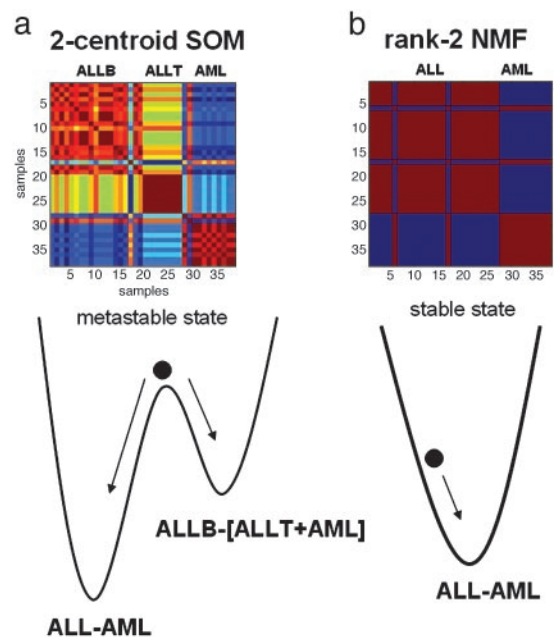 a
2-centroid SOM
ALLB ALLT AML
5
10
15
20
25
30
35
samples
5 10 15 20 25 30 35
samples
metastable state
ALLB-[ALLT+AML]
ALL-AML
b
rank-2 NMF
ALL AML
5
10
15
20
25
30
35
5 10 15 20 25 30 35
stable state
ALL-AML